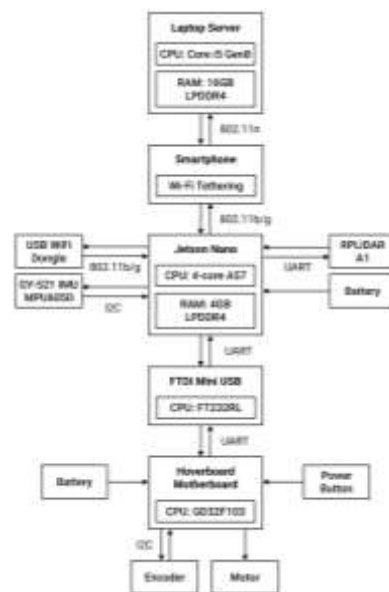 Laptop Server
CPU: Core-i5 Gen8
RAM: 16GB
LPDDR4
802.11n
Smartphone
Wi-Fi Tethering
802.11b/g
USB WiFi
Dongle
Jetson Nano
RPLIDAR
A1
802.11b/g
CPU: 4-core A57
UART
GY-521 IMU
MPU6050
RAM: 4GB
LPDDR4
Battery
I2C
UART
FTDI Mini USB
CPU: FT232RL
UART
Battery
Hoverboard
Motherboard
Power
Button
CPU: GD32F103
I2C
Encoder
Motor